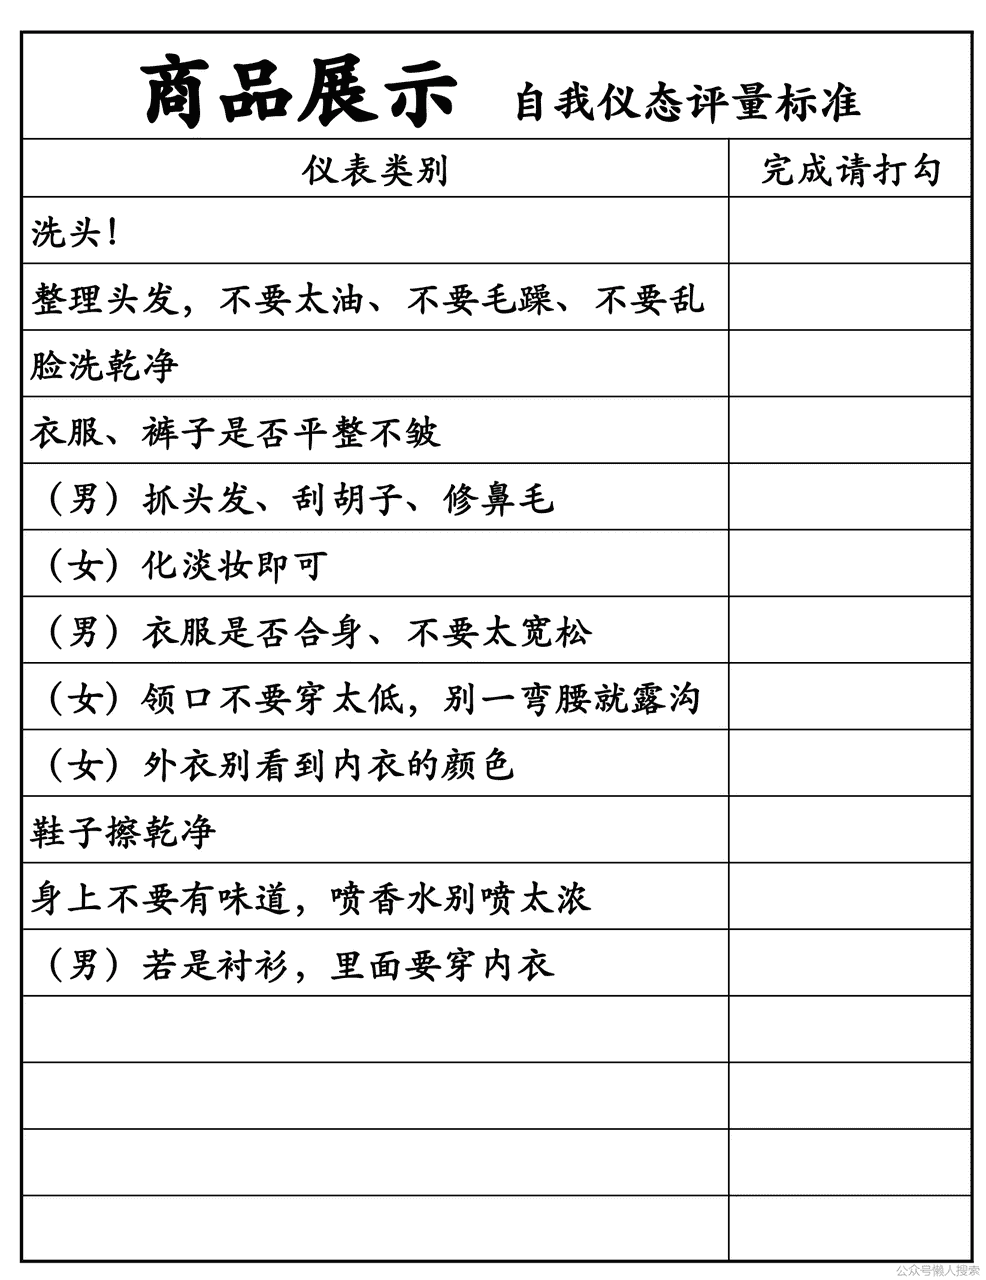 商品展示 自我仪态评量标准
仪表类别 完成请打勾
洗头！
整理头发，不要太油、不要毛躁、不要乱
脸洗乾净
衣服、裤子是否平整不皱
（男）抓头发、刮胡子、修鼻毛
（女）化淡妆即可
（男）衣服是否合身、不要太宽松
（女）领口不要穿太低，别一弯腰就露沟
（女）外衣别看到内衣的颜色
鞋子擦乾净
身上不要有味道，喷香水别喷太浓
（男）若是衬衫，里面要穿内衣
公众号懒人搜索